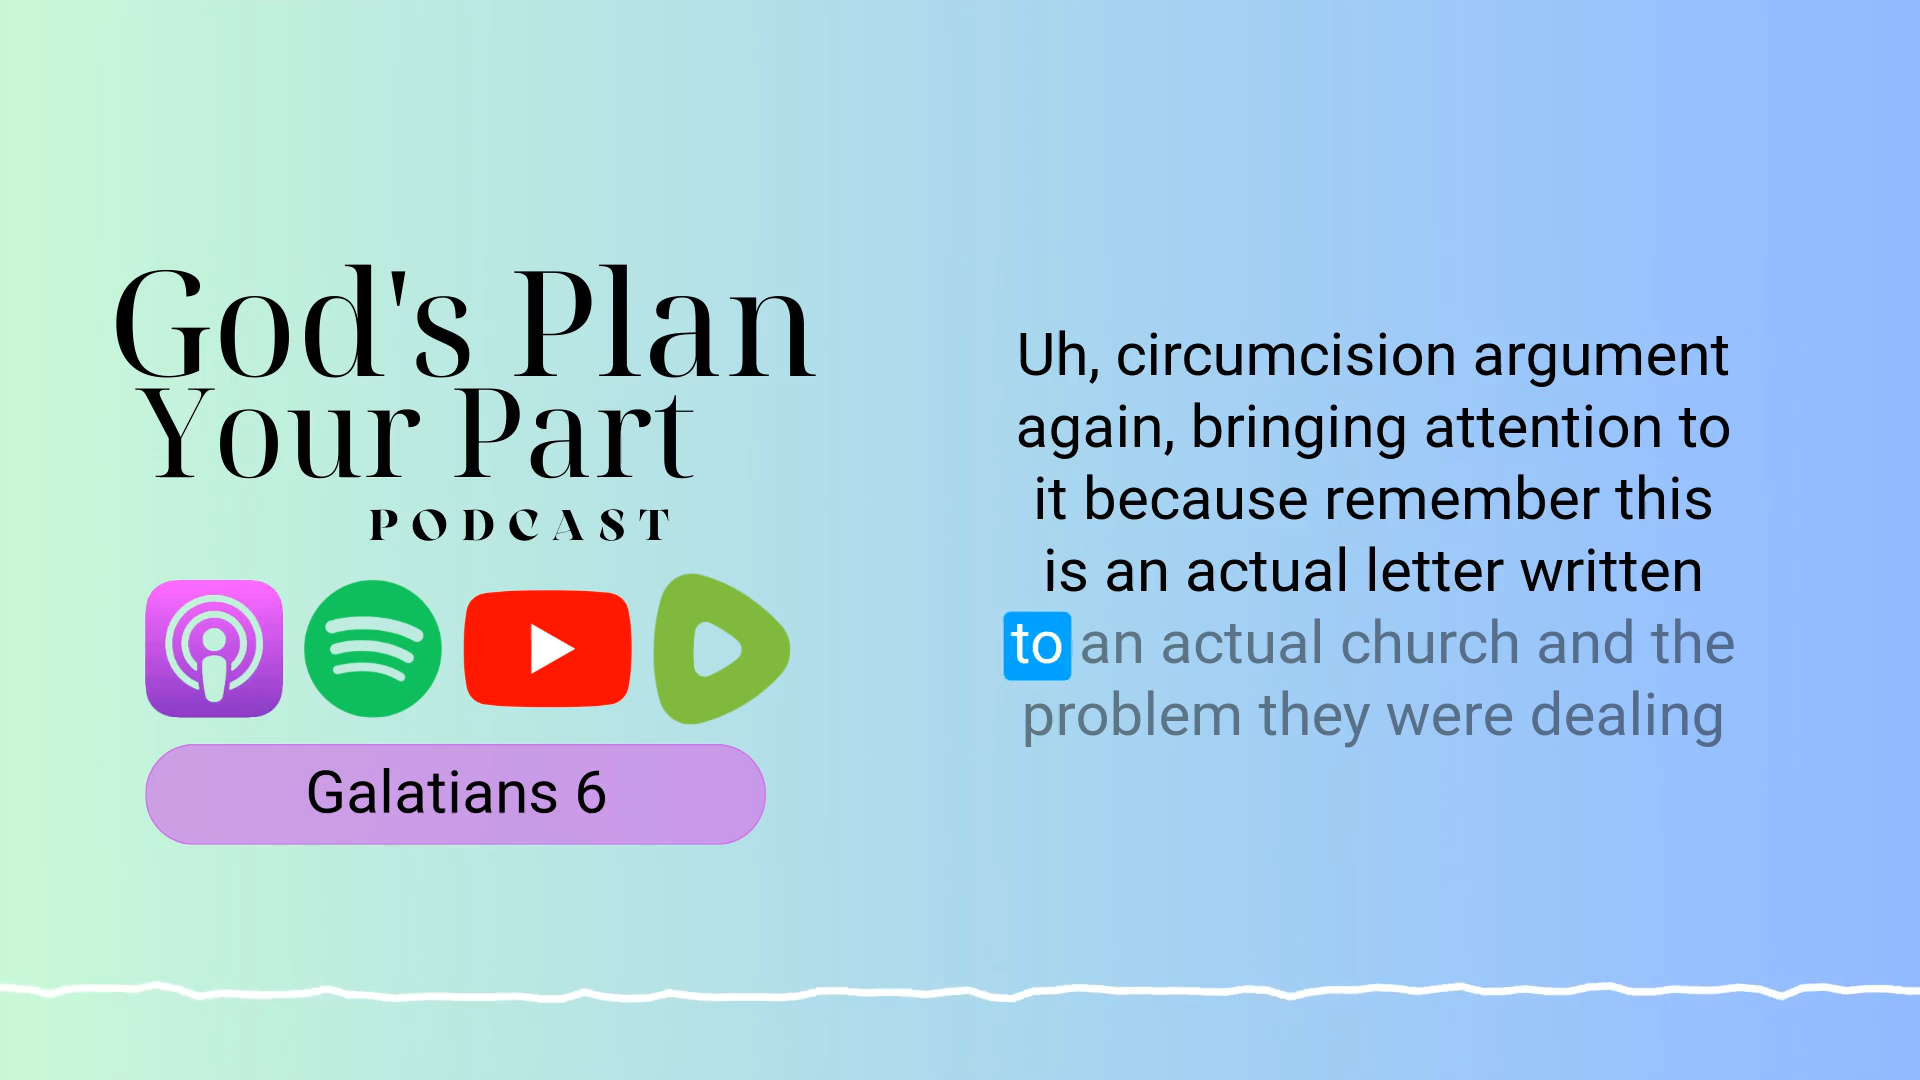 God's Plan
Your Part
PODCAST
Galatians 6
Uh, circumcision argument
again, bringing attention to
it because remember this
is an actual letter written
to an actual church and the
problem they were dealing